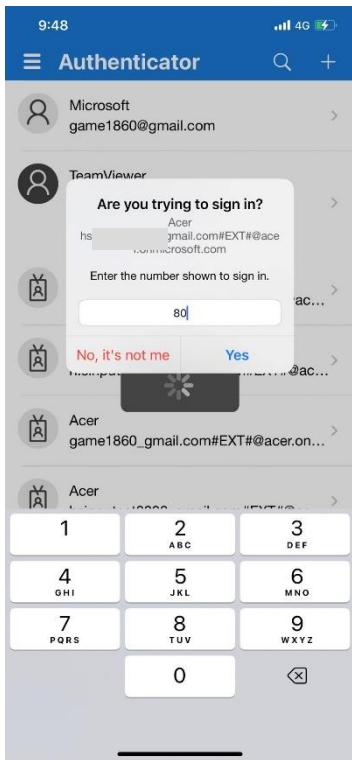 9:48
4G
Authenticator
Microsoft
game1860@gmail.com
TeamViewer
Are you trying to sign in?
Acer
hs gmail.com#EXT#@ace
r.onmicrosoft.com
Enter the number shown to sign in.
ac...
80
No, it's not me
Yes
@ac...
Acer
game1860_gmail.com#EXT#@acer.on...
Acer
1
2
ABC
3
DEF
4
GHI
5
JKL
6
MNO
7
PQRS
8
TUV
9
WXYZ
0